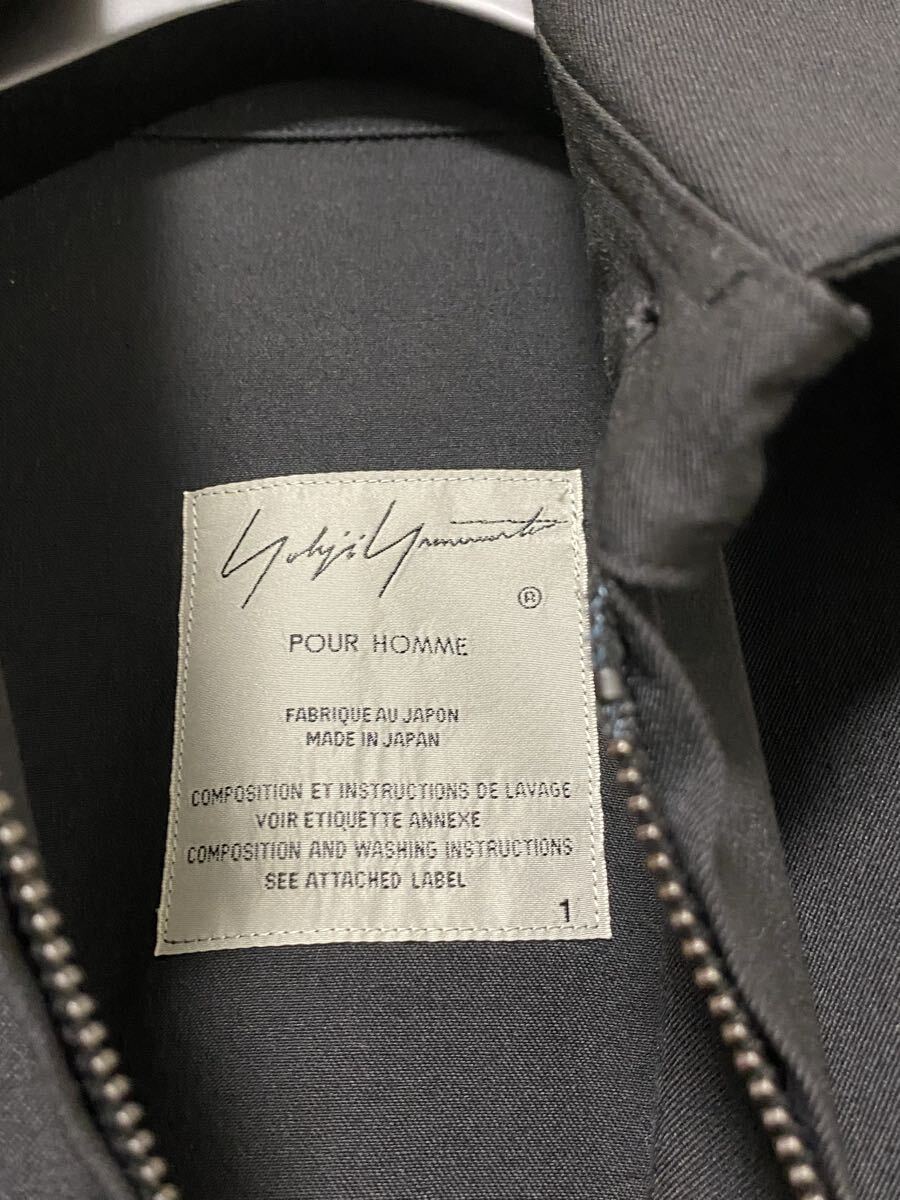 Yohji Yamamoto
®
POUR HOMME
FABRIQUE AU JAPON
MADE IN JAPAN
COMPOSITION ET INSTRUCTIONS DE LAVAGE
VOIR ETIQUETTE ANNEXE
COMPOSITION AND WASHING INSTRUCTIONS
SEE ATTACHED LABEL
1